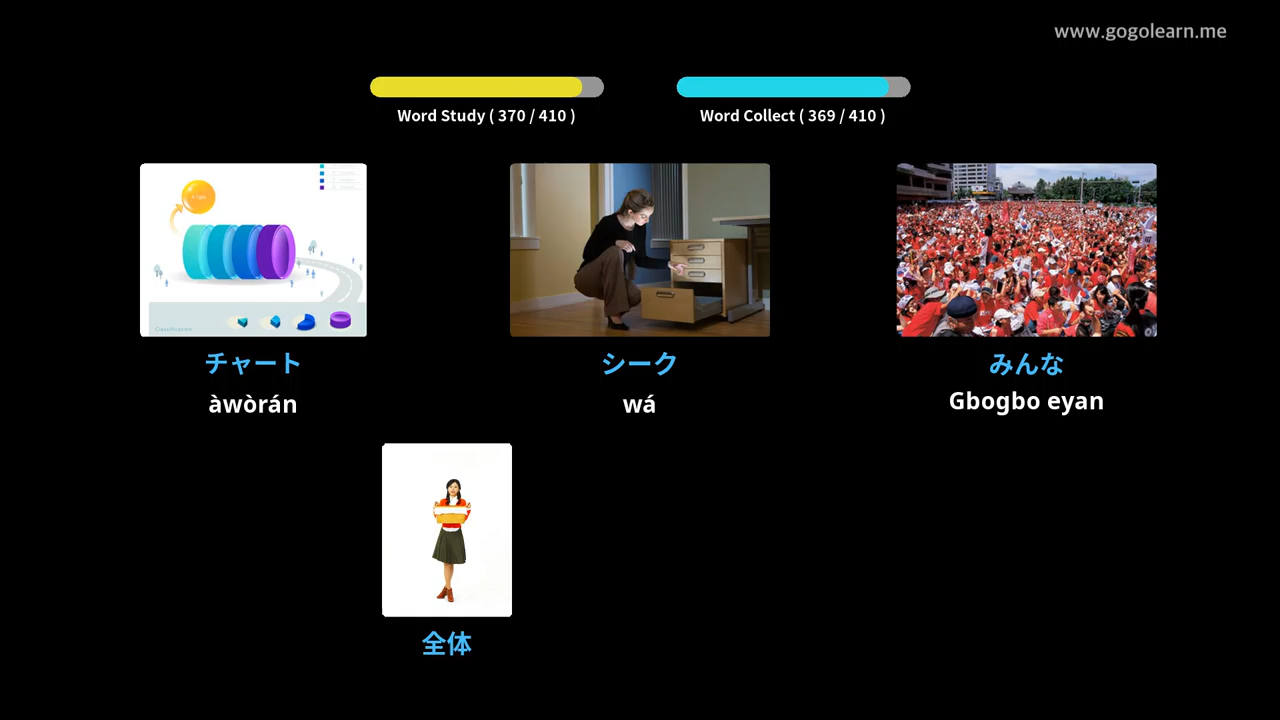 www.gogolearn.me
Word Study ( 370 / 410 )
Word Collect ( 369 / 410 )
Classification
チャート
シーク
みんな
àwòrán
wá
Gbogbo eyan
全体